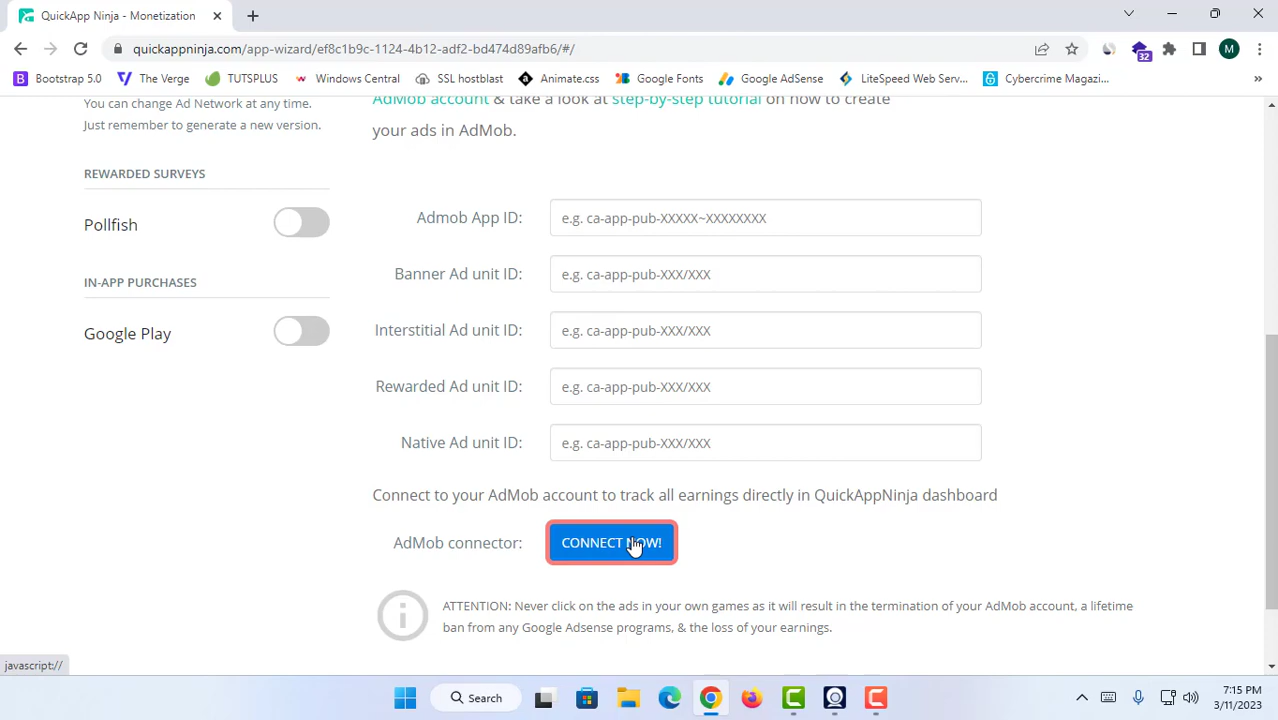 QuickApp Ninja - Monetization
quickappninja.com/app-wizard/ef8c1b9c-1124-4b12-adf2-bd474d89afb6/#/
M
32
Bootstrap 5.0
The Verge
TUTSPLUS
Windows Central
SSL hostblast
Animate.css
Google Fonts
Google AdSense
LiteSpeed Web Serv...
Cybercrime Magazi...
»
You can change Ad Network at any time.
Just remember to generate a new version.
REWARDED SURVEYS
Pollfish
IN-APP PURCHASES
Google Play
AdMob account & take a look at step-by-step tutorial on how to create
your ads in AdMob.
Admob App ID: e.g. ca-app-pub-XXXXX~XXXXXXXX
Banner Ad unit ID: e.g. ca-app-pub-XXX/XXX
Interstitial Ad unit ID: e.g. ca-app-pub-XXX/XXX
Rewarded Ad unit ID: e.g. ca-app-pub-XXX/XXX
Native Ad unit ID: e.g. ca-app-pub-XXX/XXX
Connect to your AdMob account to track all earnings directly in QuickAppNinja dashboard
AdMob connector: CONNECT NOW!
ATTENTION: Never click on the ads in your own games as it will result in the termination of your AdMob account, a lifetime
ban from any Google Adsense programs, & the loss of your earnings.
javascript://
Search
7:15 PM
3/11/2023